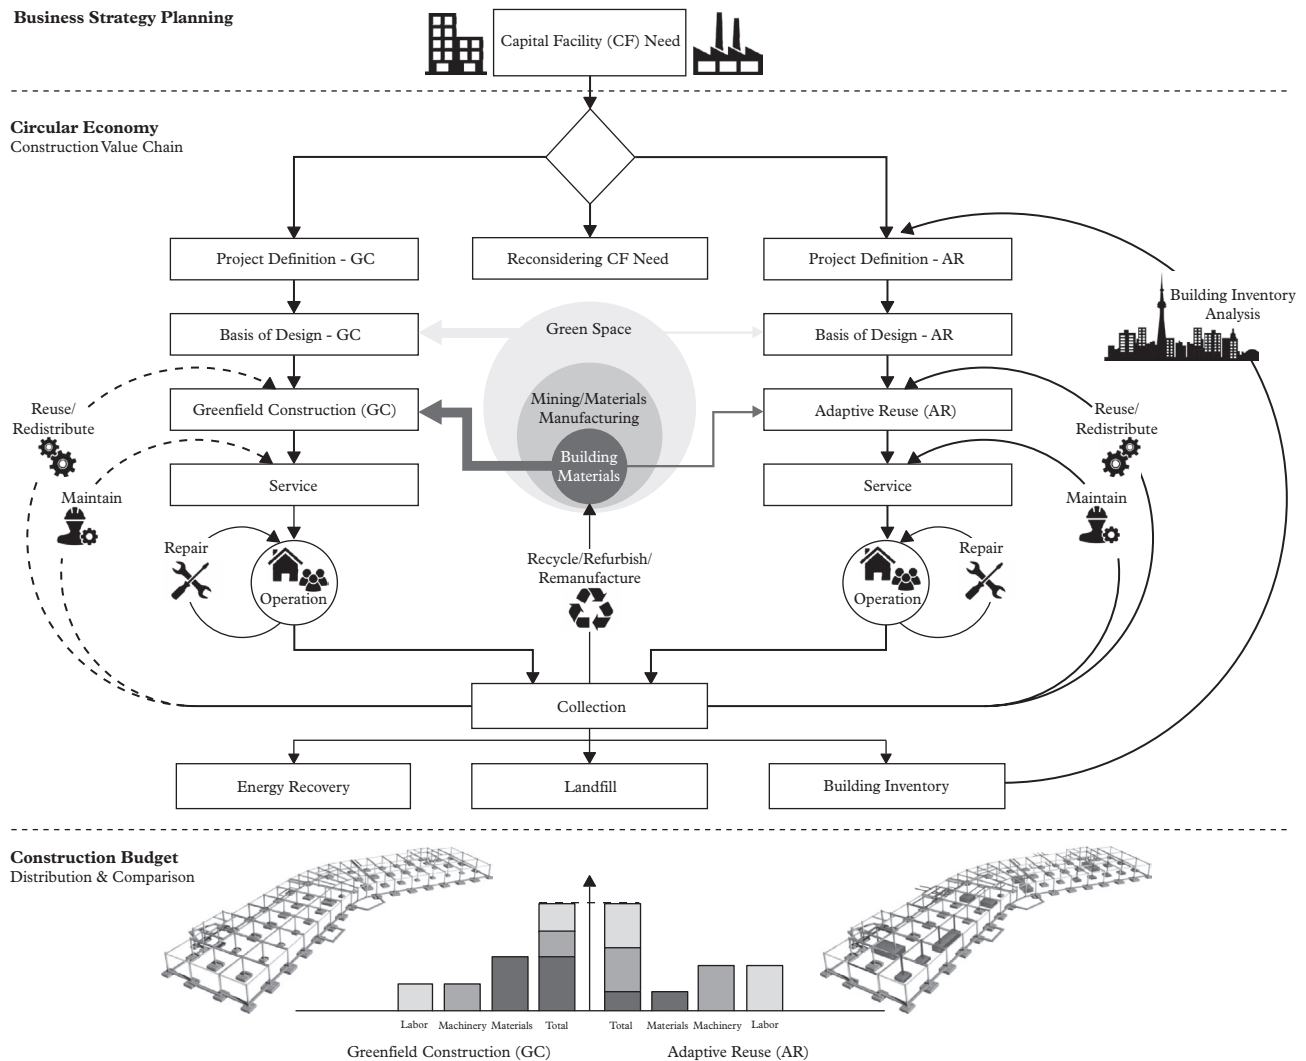 Business Strategy Planning
Capital Facility (CF) Need
Circular Economy
Construction Value Chain
Project Definition - GC
Reconsidering CF Need
Project Definition - AR
Building Inventory
Analysis
Basis of Design - GC
Green Space
Basis of Design - AR
Reuse/
Redistribute
Greenfield Construction (GC)
Mining/Materials
Manufacturing
Adaptive Reuse (AR)
Reuse/
Redistribute
Building
Materials
Maintain
Service
Service
Maintain
Repair
Operation
Recycle/Refurbish/
Remanufacture
Operation
Repair
Collection
Energy Recovery
Landfill
Building Inventory
Construction Budget
Distribution & Comparison
Labor
Machinery
Materials
Total
Total
Materials
Machinery
Labor
Greenfield Construction (GC)
Adaptive Reuse (AR)